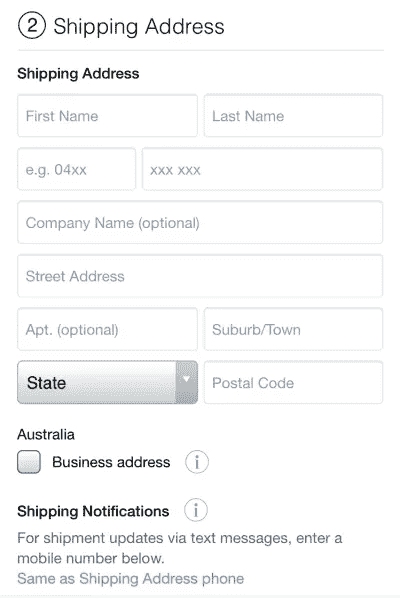 2 Shipping Address
Shipping Address
First Name Last Name
e.g. 04xx xxx xxx
Company Name (optional)
Street Address
Apt. (optional) Suburb/Town
State Postal Code
Australia
Business address i
Shipping Notifications i
For shipment updates via text messages, enter a
mobile number below.
Same as Shipping Address phone